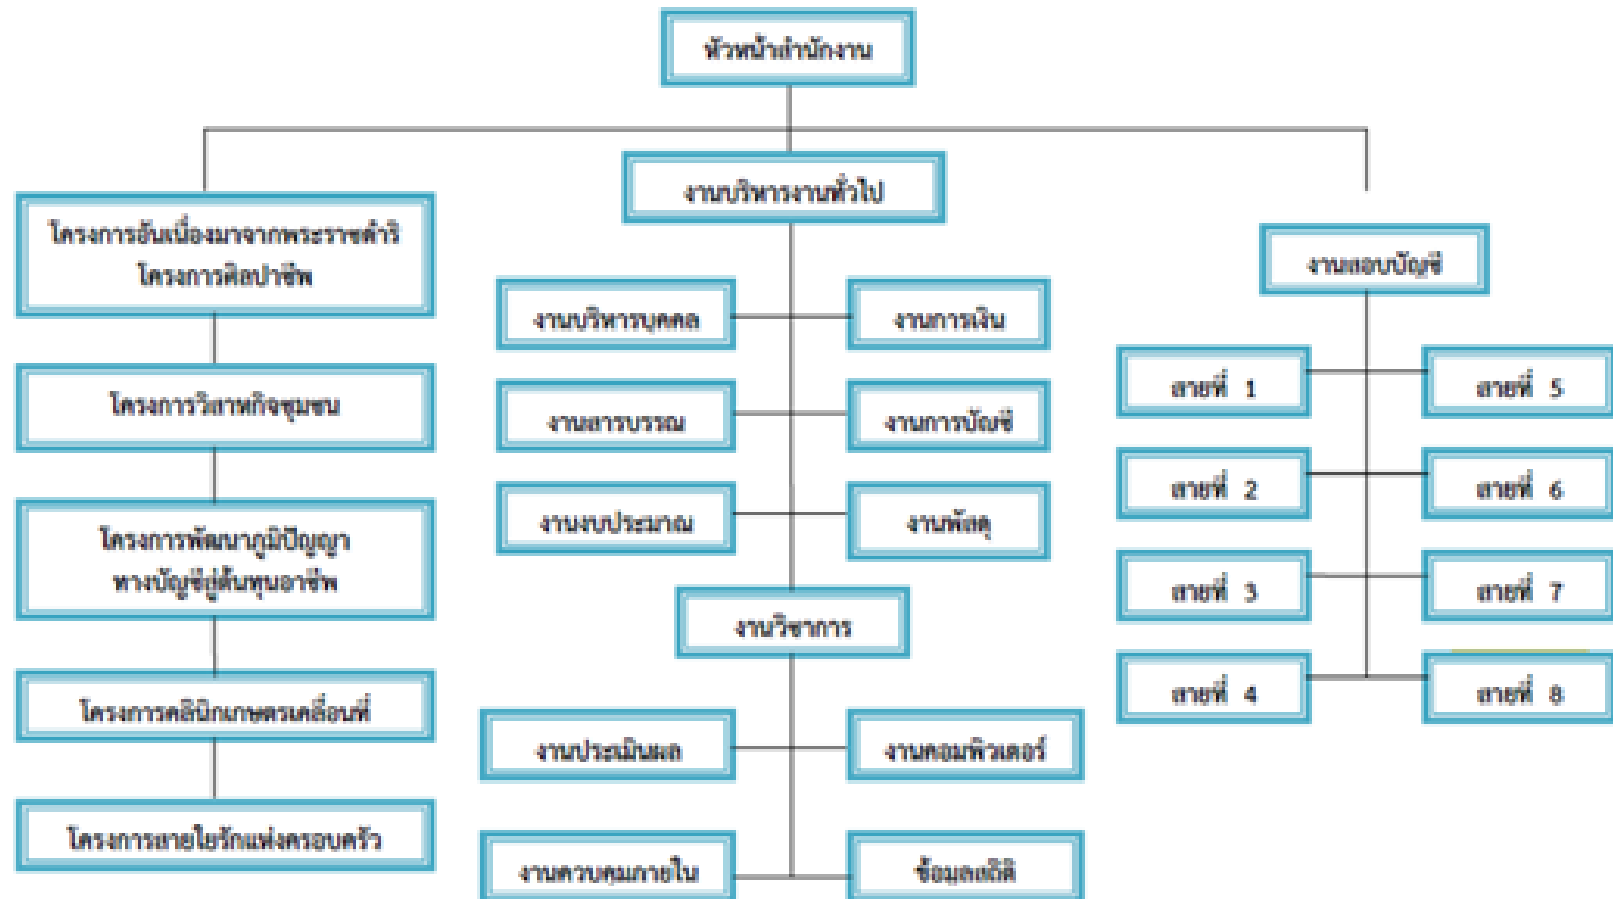 หัวหน้าสำนักงาน
งานบริหารงานทั่วไป
โครงการอันเนื่องมาจากพระราชดำริ
โครงการศิลปาชีพ
งานสอบบัญชี
งานบริหารบุคคล
งานการเงิน
โครงการวิสาหกิจชุมชน
สายที่ 1
สายที่ 5
งานสารบรรณ
งานการบัญชี
สายที่ 2
สายที่ 6
งานงบประมาณ
งานพัสดุ
โครงการพัฒนาภูมิปัญญา
ทางบัญชีสู่ต้นทุนอาชีพ
สายที่ 3
สายที่ 7
งานวิชาการ
สายที่ 4
สายที่ 8
โครงการคลินิกเกษตรเคลื่อนที่
งานประเมินผล
งานคอมพิวเตอร์
โครงการสายใยรักแห่งครอบครัว
งานควบคุมภายใน
ข้อมูลสถิติ